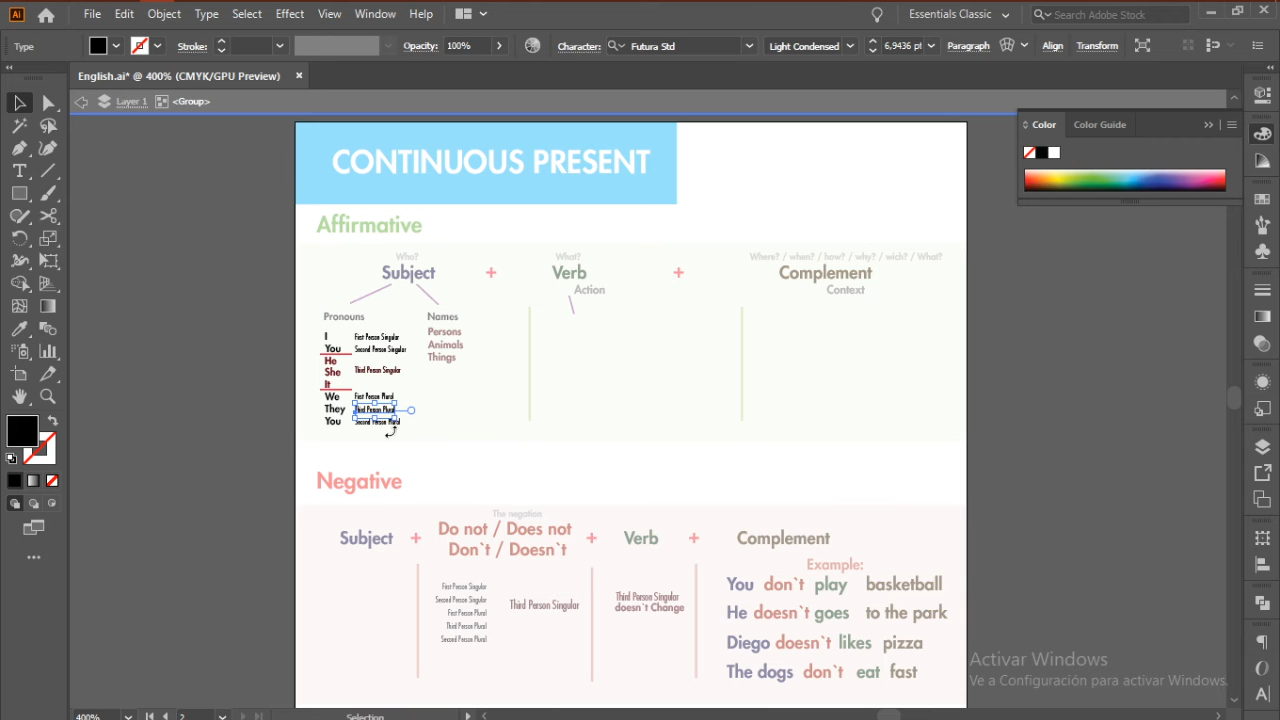 File Edit Object Type Select Effect View Window Help Essentials Classic Search Adobe Stock
Type Stroke: Opacity: 100% Character: Futura Std Light Condensed 6,9436 pt Paragraph Align Transform
English.ai* @ 400% (CMYK/GPU Preview)
Layer 1 <Group>
Color Color Guide
CONTINUOUS PRESENT
Affirmative
Who? What? Where? / when? / how? / why? / wich? / What?
Subject + Verb + Complement
Action Context
Pronouns Names
I First Person Singular Persons
You Second Person Singular Animals
He Things
She Third Person Singular
It
We First Person Plural
They Third Person Plural
You Second Person Plural
Negative
The negation
Subject + Do not / Does not + Verb + Complement
Don`t / Doesn`t
Example:
You don`t play basketball
He doesn`t goes to the park
Diego doesn`t likes pizza
The dogs don`t eat fast
First Person Singular
Second Person Singular
First Person Plural
Third Person Plural
Second Person Singular
Third Person Singular
Third Person Singular
doesn`t Change
Activar Windows
Ve a Configuración para activar Windows.
400% 2 Selection